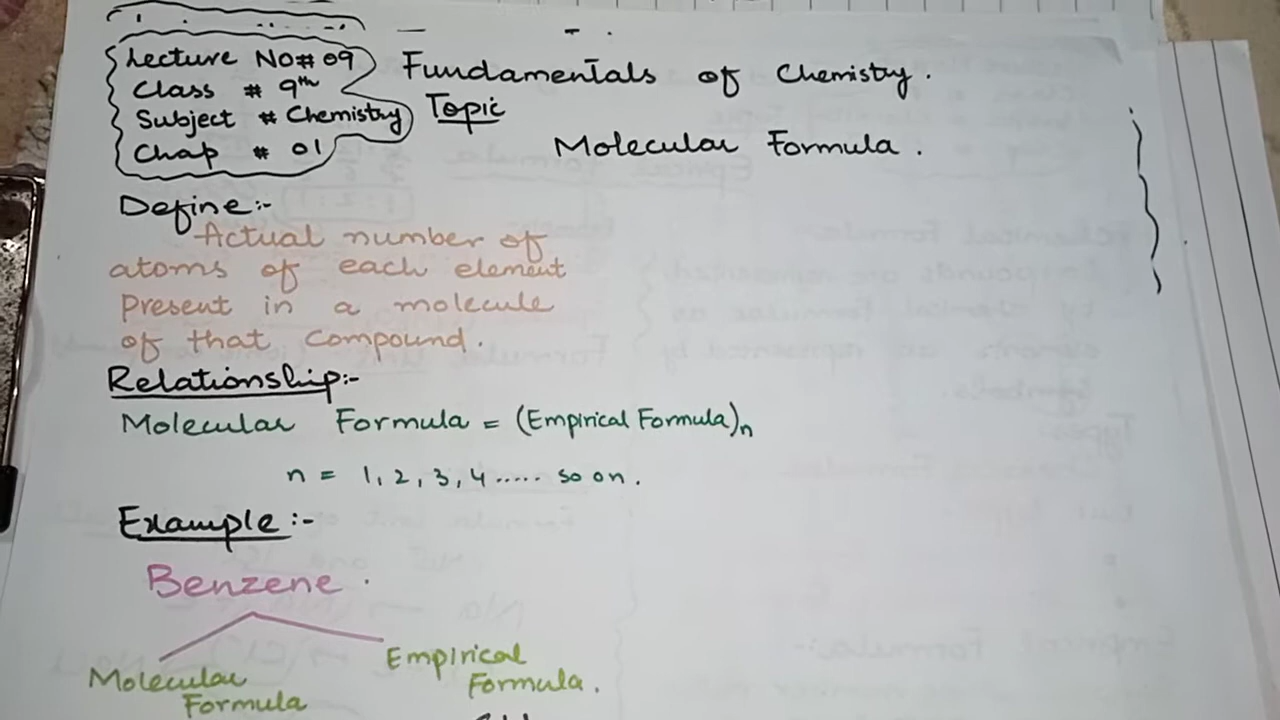 Lecture No# 09
Class # 9th
Subject # Chemistry
Chap # 01
Fundamentals of Chemistry.
Topic
Molecular Formula.
Define:-
Actual number of
atoms of each element
Present in a molecule
of that compound.
Relationship:-
Molecular Formula = (Empirical Formula)n
n = 1, 2, 3, 4 ..... so on.
Example:-
Benzene.
Molecular Formula
Empirical Formula.